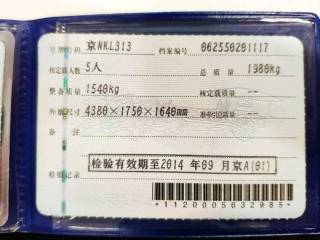 号牌号码 京NKL313 档案编号 062550201117
核定载人数 5人 总质量 1980kg
整备质量 1540kg 核定载质量 --
外廓尺寸 4380×1750×1640mm 准牵引总质量 --
备注
检验有效期至2014年09月京A(01)
检验记录
*1120005632985*